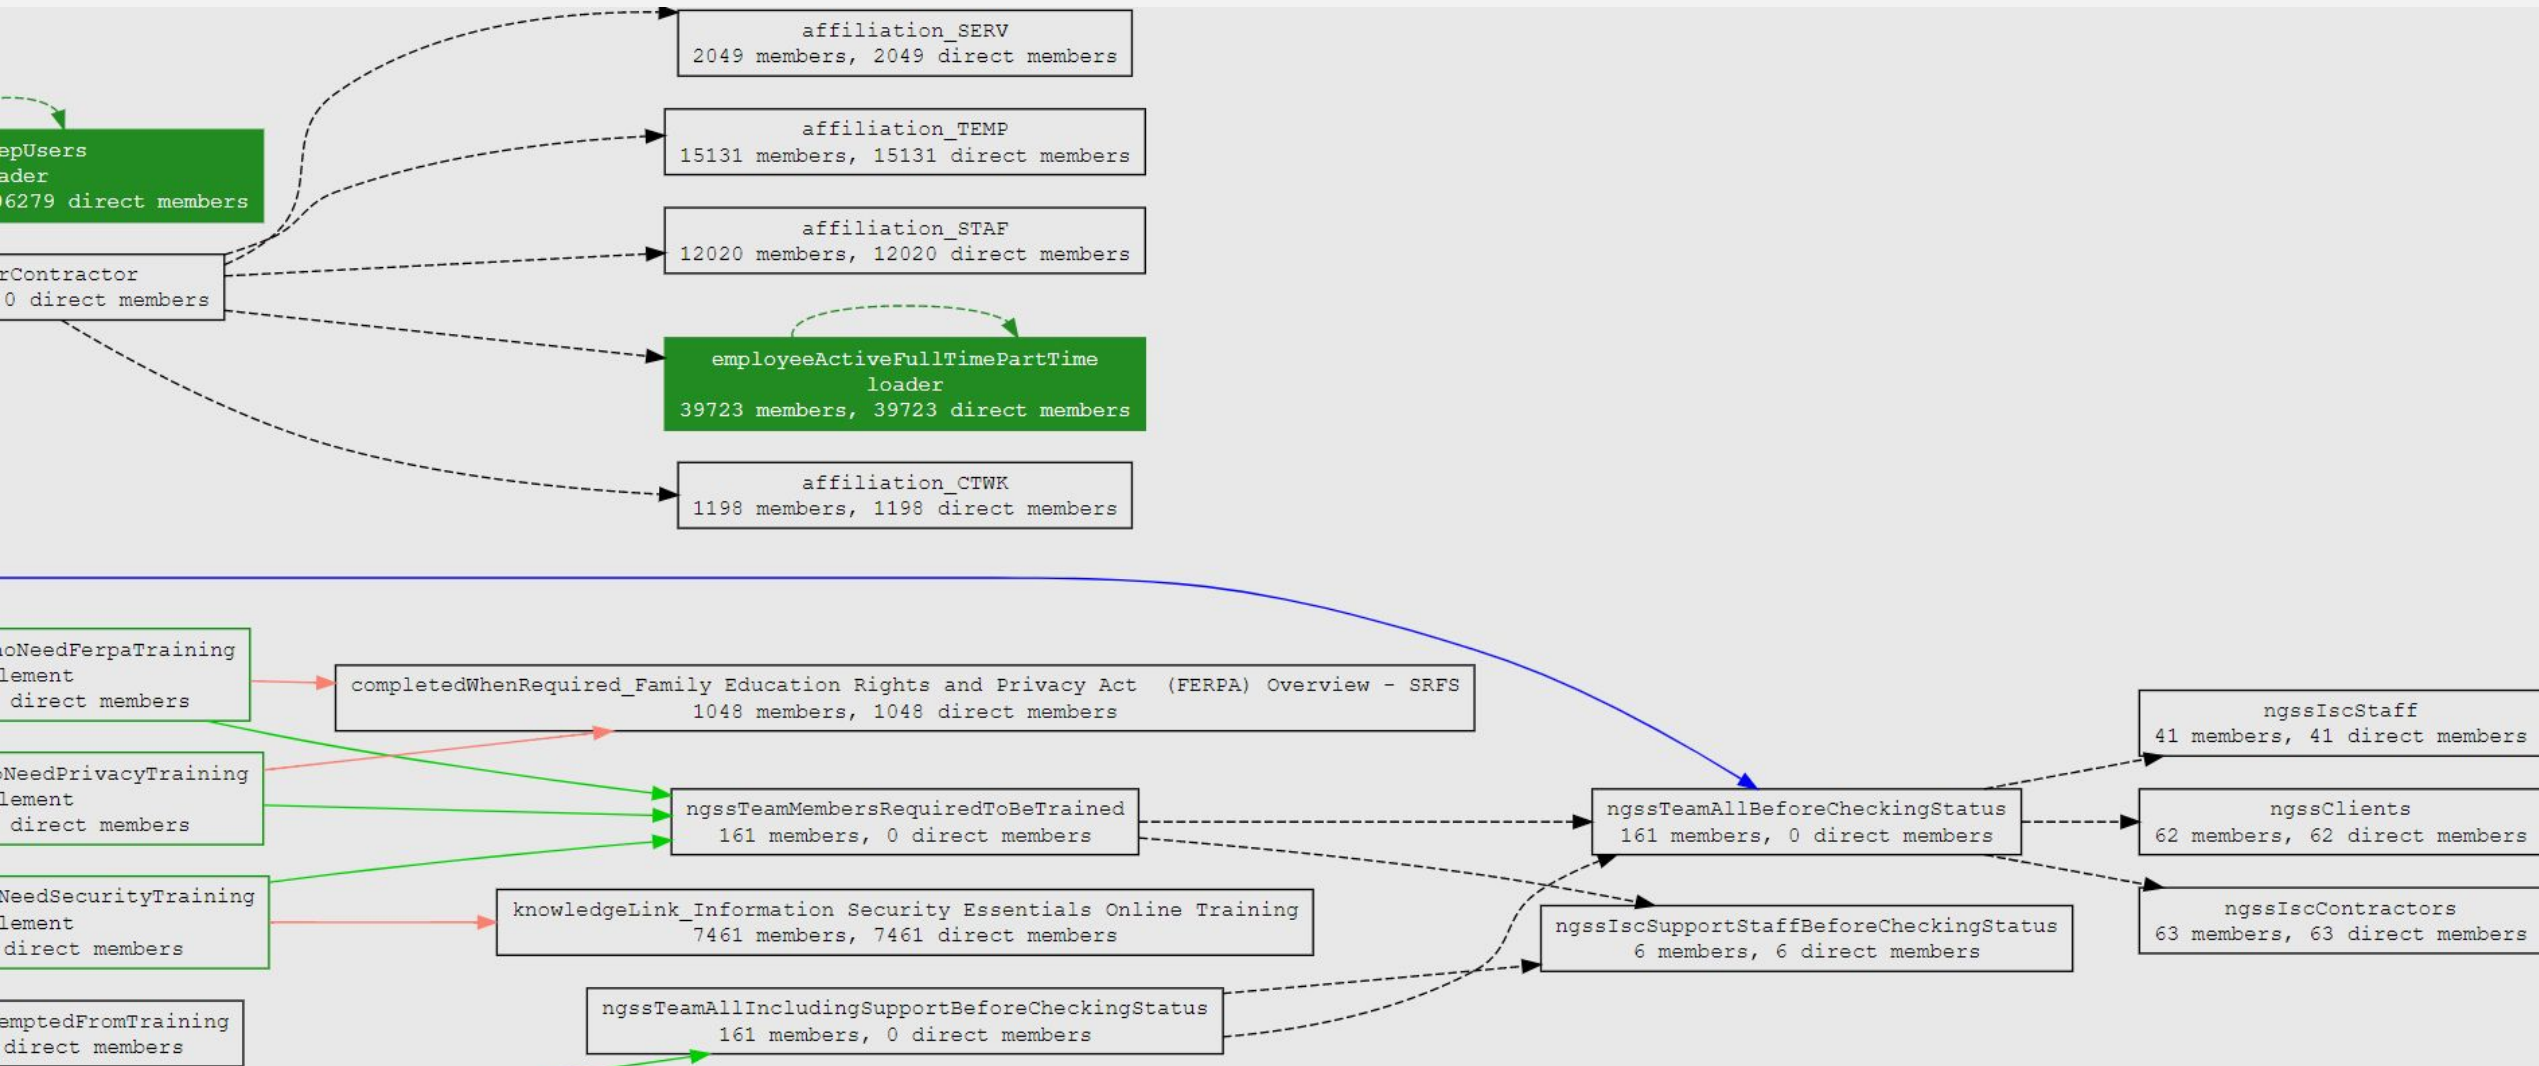 affiliation_SERV
2049 members, 2049 direct members
affiliation_TEMP
15131 members, 15131 direct members
epUsers
ader
06279 direct members
affiliation_STAF
12020 members, 12020 direct members
rContractor
0 direct members
employeeActiveFullTimePartTime
loader
39723 members, 39723 direct members
affiliation_CTWK
1198 members, 1198 direct members
noNeedFerpaTraining
lement
direct members
completedWhenRequired_Family Education Rights and Privacy Act  (FERPA) Overview - SRFS
1048 members, 1048 direct members
ngssIscStaff
41 members, 41 direct members
oNeedPrivacyTraining
lement
direct members
ngssTeamMembersRequiredToBeTrained
161 members, 0 direct members
ngssTeamAllBeforeCheckingStatus
161 members, 0 direct members
ngssClients
62 members, 62 direct members
NeedSecurityTraining
lement
direct members
knowledgeLink_Information Security Essentials Online Training
7461 members, 7461 direct members
ngssIscSupportStaffBeforeCheckingStatus
6 members, 6 direct members
ngssIscContractors
63 members, 63 direct members
emptedFromTraining
direct members
ngssTeamAllIncludingSupportBeforeCheckingStatus
161 members, 0 direct members